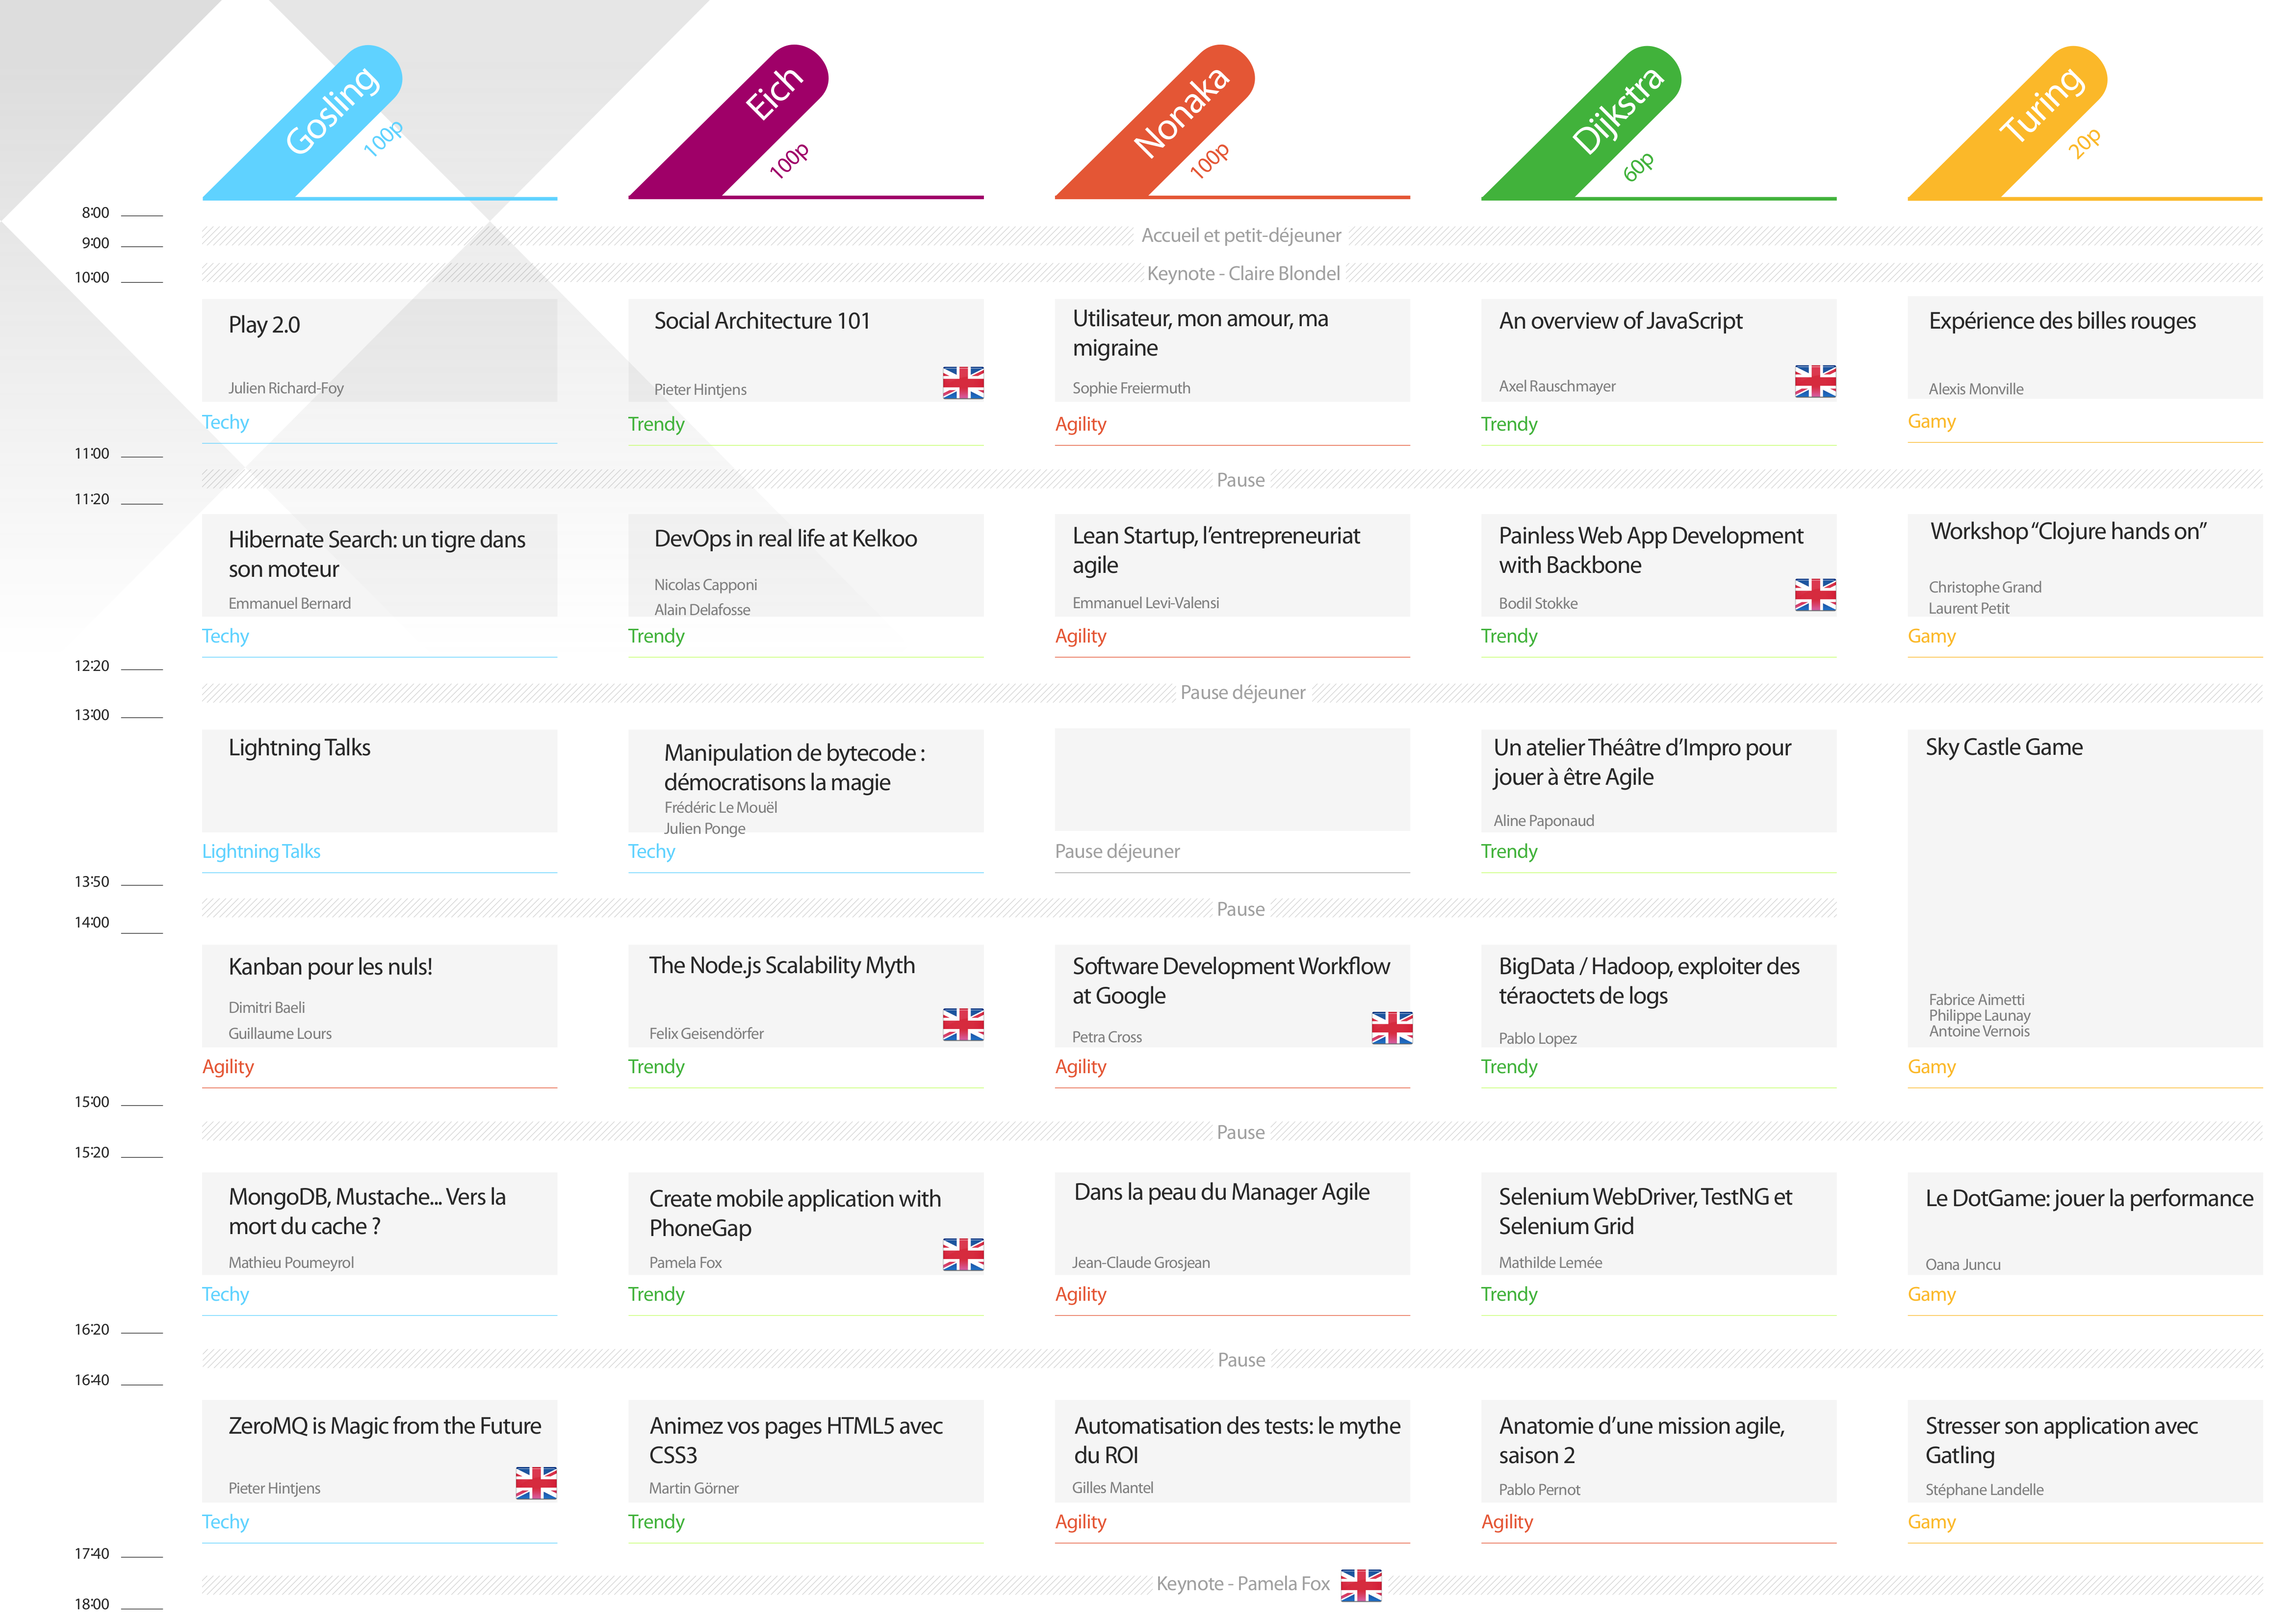 Gosling
100p
Eich
100p
Nonaka
100p
Dijkstra
60p
Turing
20p
8:00
Accueil et petit-déjeuner
9:00
Keynote - Claire Blondel
10:00
Play 2.0
Julien Richard-Foy
Techy
Social Architecture 101
Pieter Hintjens
Trendy
Utilisateur, mon amour, ma
migraine
Sophie Freiermuth
Agility
An overview of JavaScript
Axel Rauschmayer
Trendy
Expérience des billes rouges
Alexis Monville
Gamy
11:00
Pause
11:20
Hibernate Search: un tigre dans
son moteur
Emmanuel Bernard
Techy
DevOps in real life at Kelkoo
Nicolas Capponi
Alain Delafosse
Trendy
Lean Startup, l’entrepreneuriat
agile
Emmanuel Levi-Valensi
Agility
Painless Web App Development
with Backbone
Bodil Stokke
Trendy
Workshop “Clojure hands on”
Christophe Grand
Laurent Petit
Gamy
12:20
Pause déjeuner
13:00
Lightning Talks
Lightning Talks
Manipulation de bytecode :
démocratisons la magie
Frédéric Le Mouël
Julien Ponge
Techy
Pause déjeuner
Un atelier Théâtre d’Impro pour
jouer à être Agile
Aline Paponaud
Trendy
Sky Castle Game
Fabrice Aimetti
Philippe Launay
Antoine Vernois
Gamy
13:50
Pause
14:00
Kanban pour les nuls!
Dimitri Baeli
Guillaume Lours
Agility
The Node.js Scalability Myth
Felix Geisendörfer
Trendy
Software Development Workflow
at Google
Petra Cross
Agility
BigData / Hadoop, exploiter des
téraoctets de logs
Pablo Lopez
Trendy
15:00
Pause
15:20
MongoDB, Mustache... Vers la
mort du cache ?
Mathieu Poumeyrol
Techy
Create mobile application with
PhoneGap
Pamela Fox
Trendy
Dans la peau du Manager Agile
Jean-Claude Grosjean
Agility
Selenium WebDriver, TestNG et
Selenium Grid
Mathilde Lemée
Trendy
Le DotGame: jouer la performance
Oana Juncu
Gamy
16:20
Pause
16:40
ZeroMQ is Magic from the Future
Pieter Hintjens
Techy
Animez vos pages HTML5 avec
CSS3
Martin Görner
Trendy
Automatisation des tests: le mythe
du ROI
Gilles Mantel
Agility
Anatomie d’une mission agile,
saison 2
Pablo Pernot
Agility
Stresser son application avec
Gatling
Stéphane Landelle
Gamy
17:40
Keynote - Pamela Fox
18:00